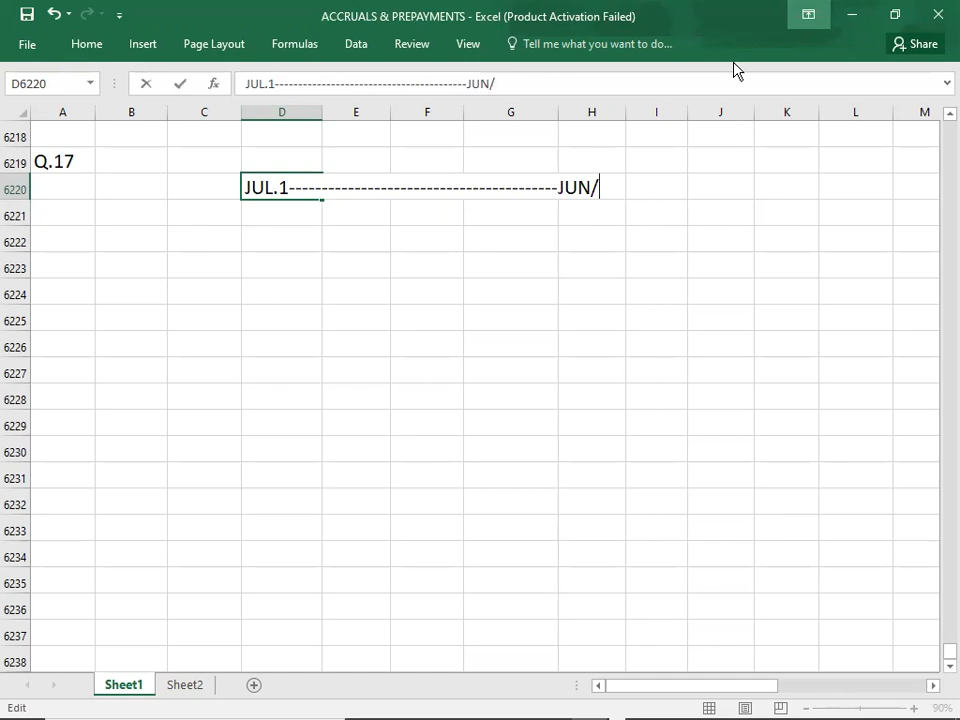 ACCRUALS & PREPAYMENTS - Excel (Product Activation Failed)
File Home Insert Page Layout Formulas Data Review View Tell me what you want to do... Share
D6220 fx JUL.1-----------------------------------------JUN/
A B C D E F G H I J K L M
6218
6219 Q.17
6220 JUL.1-----------------------------------------JUN/
6221
6222
6223
6224
6225
6226
6227
6228
6229
6230
6231
6232
6233
6234
6235
6236
6237
6238
Sheet1 Sheet2
Edit 90%